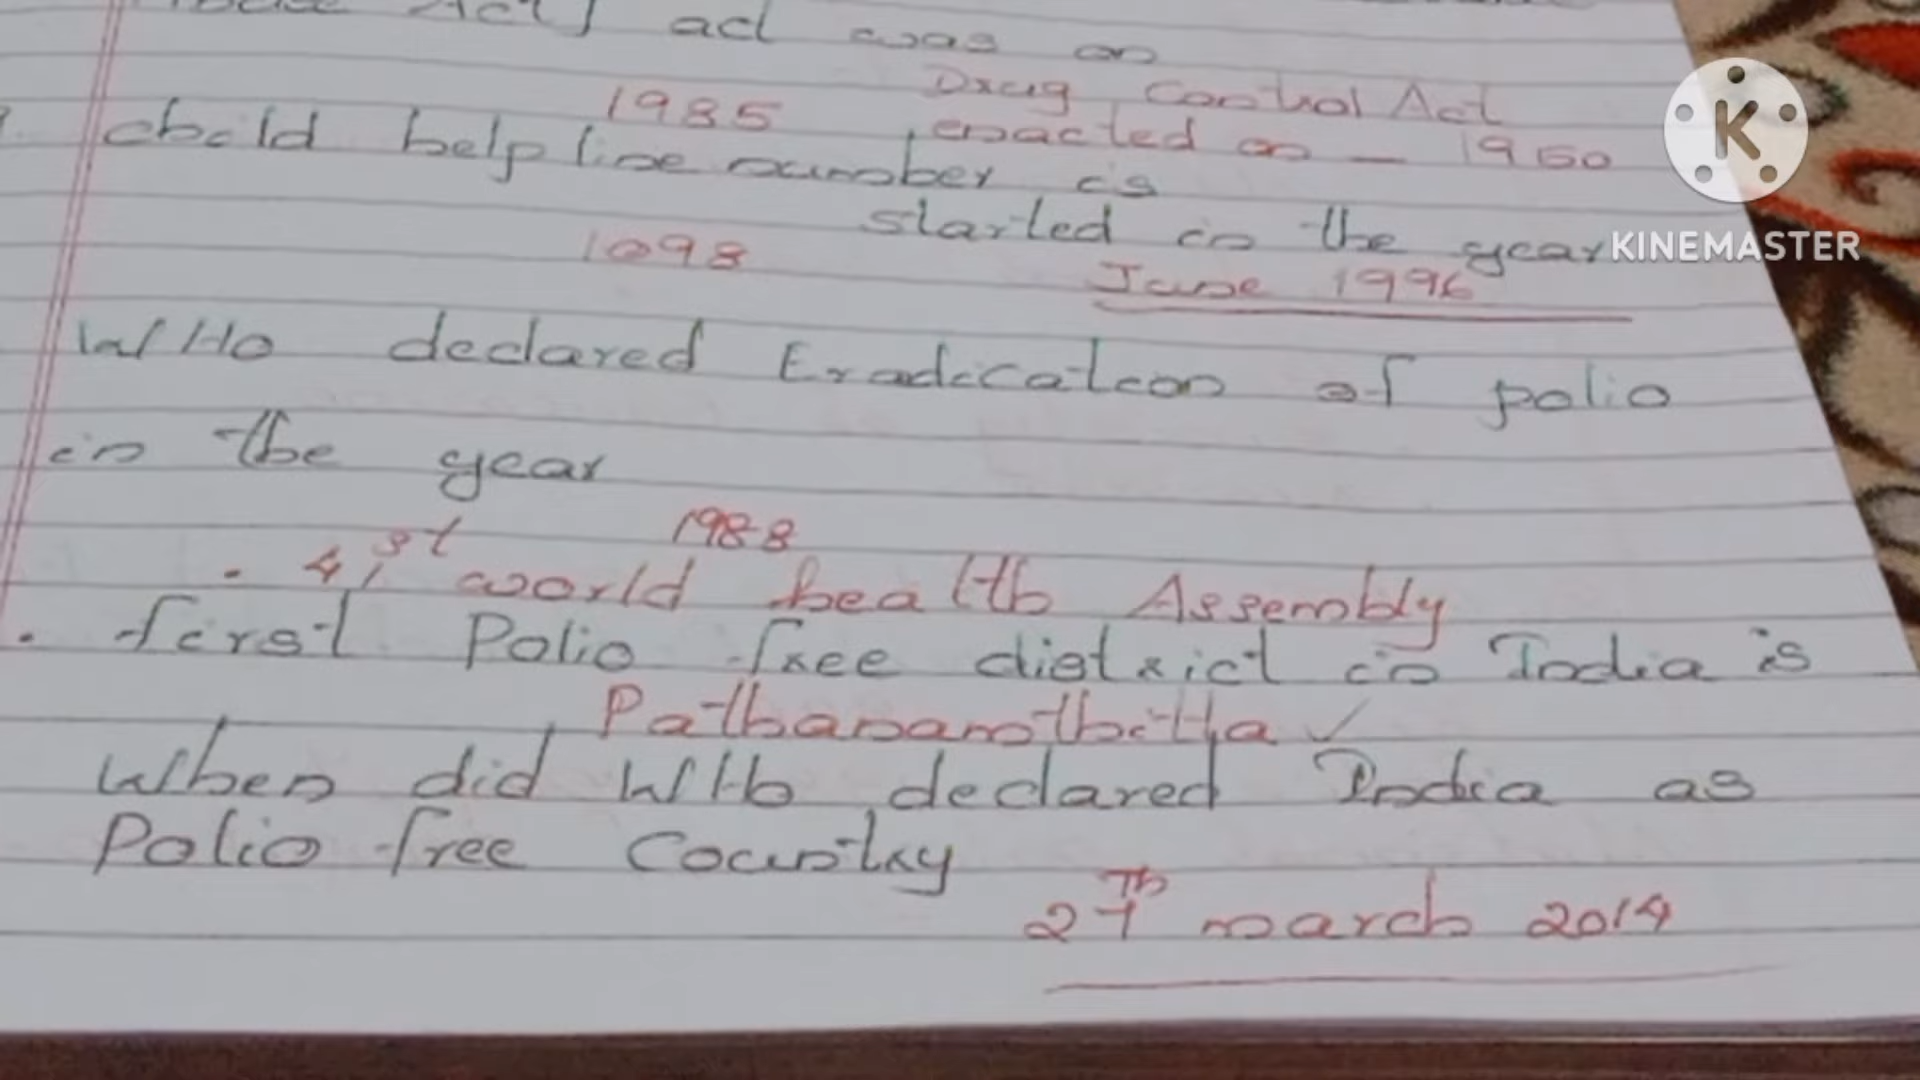 Act] act was on
1985 Drug Control Act
enacted on — 1950
child help line number is
started in the year
1098 June 1996
WHO declared Eradication of polio
in the year
1988
. 41st world health Assembly
. first Polio free district in India is
Pathanamthitta ✓
When did WHO declared India as
Polio free Country
27Th march 2014
KINEMASTER